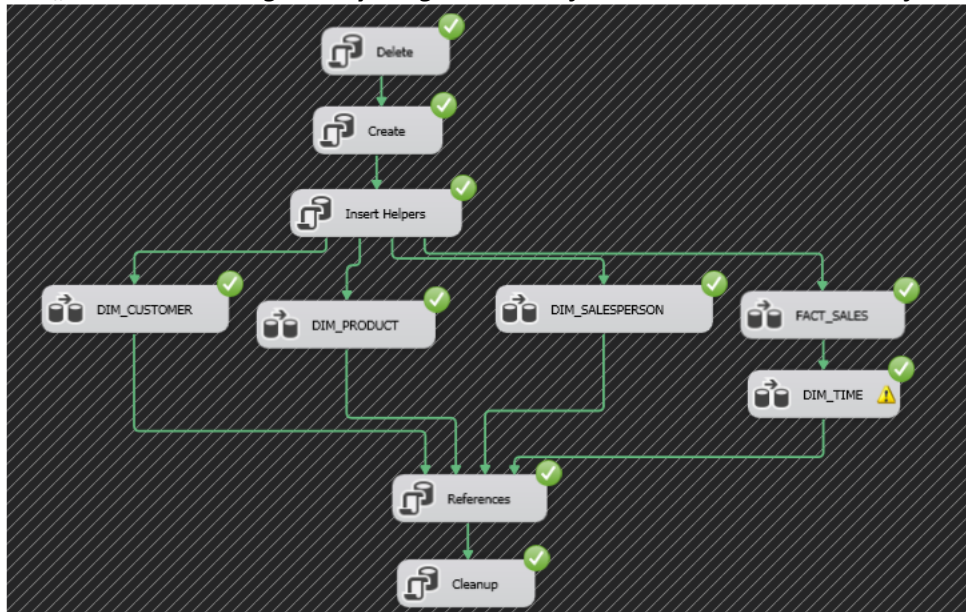 Delete
Create
Insert Helpers
DIM_CUSTOMER
DIM_PRODUCT
DIM_SALESPERSON
FACT_SALES
DIM_TIME
References
Cleanup